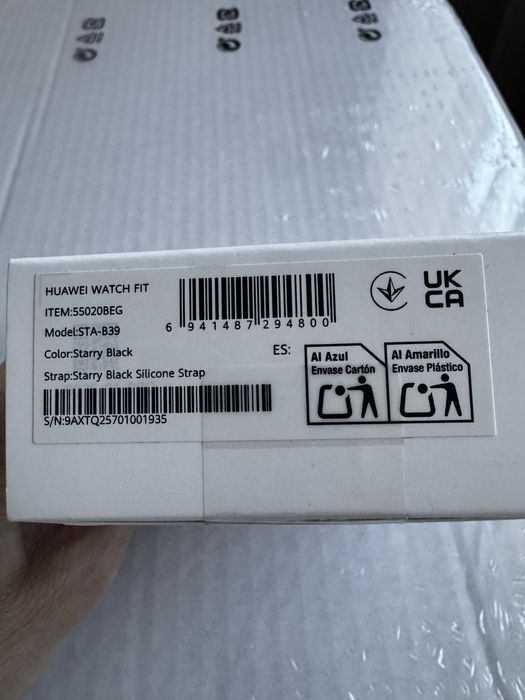 HUAWEI WATCH FIT
ITEM:55020BEG
Model:STA-B39
Color:Starry Black
Strap:Starry Black Silicone Strap
S/N:9AXTQ25701001935
6 941487 294800
UK
CA
ES:
Al Azul
Envase Cartón
Al Amarillo
Envase Plástico